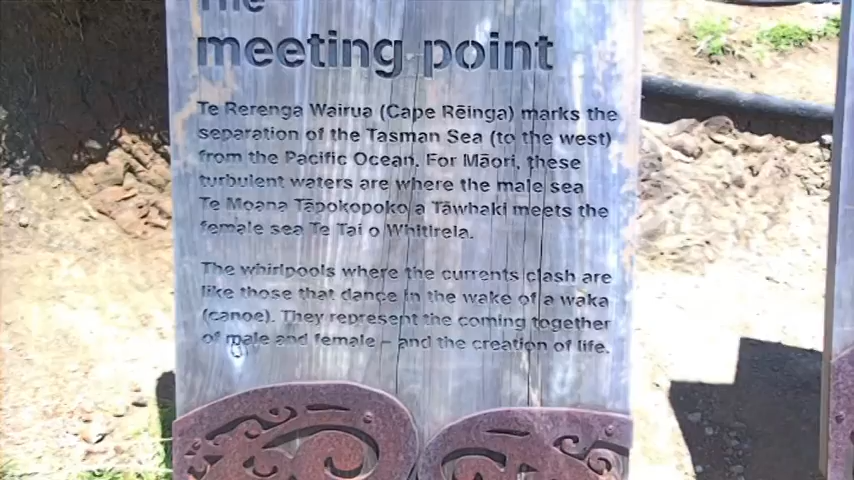 The
meeting point
Te Rerenga Wairua (Cape Rēinga) marks the
separation of the Tasman Sea (to the west)
from the Pacific Ocean. For Māori, these
turbulent waters are where the male sea
Te Moana Tāpokopoko a Tāwhaki meets the
female sea Te Tai o Whitirela.
The whirlpools where the currents clash are
like those that dance in the wake of a waka
(canoe). They represent the coming together
of male and female – and the creation of life.